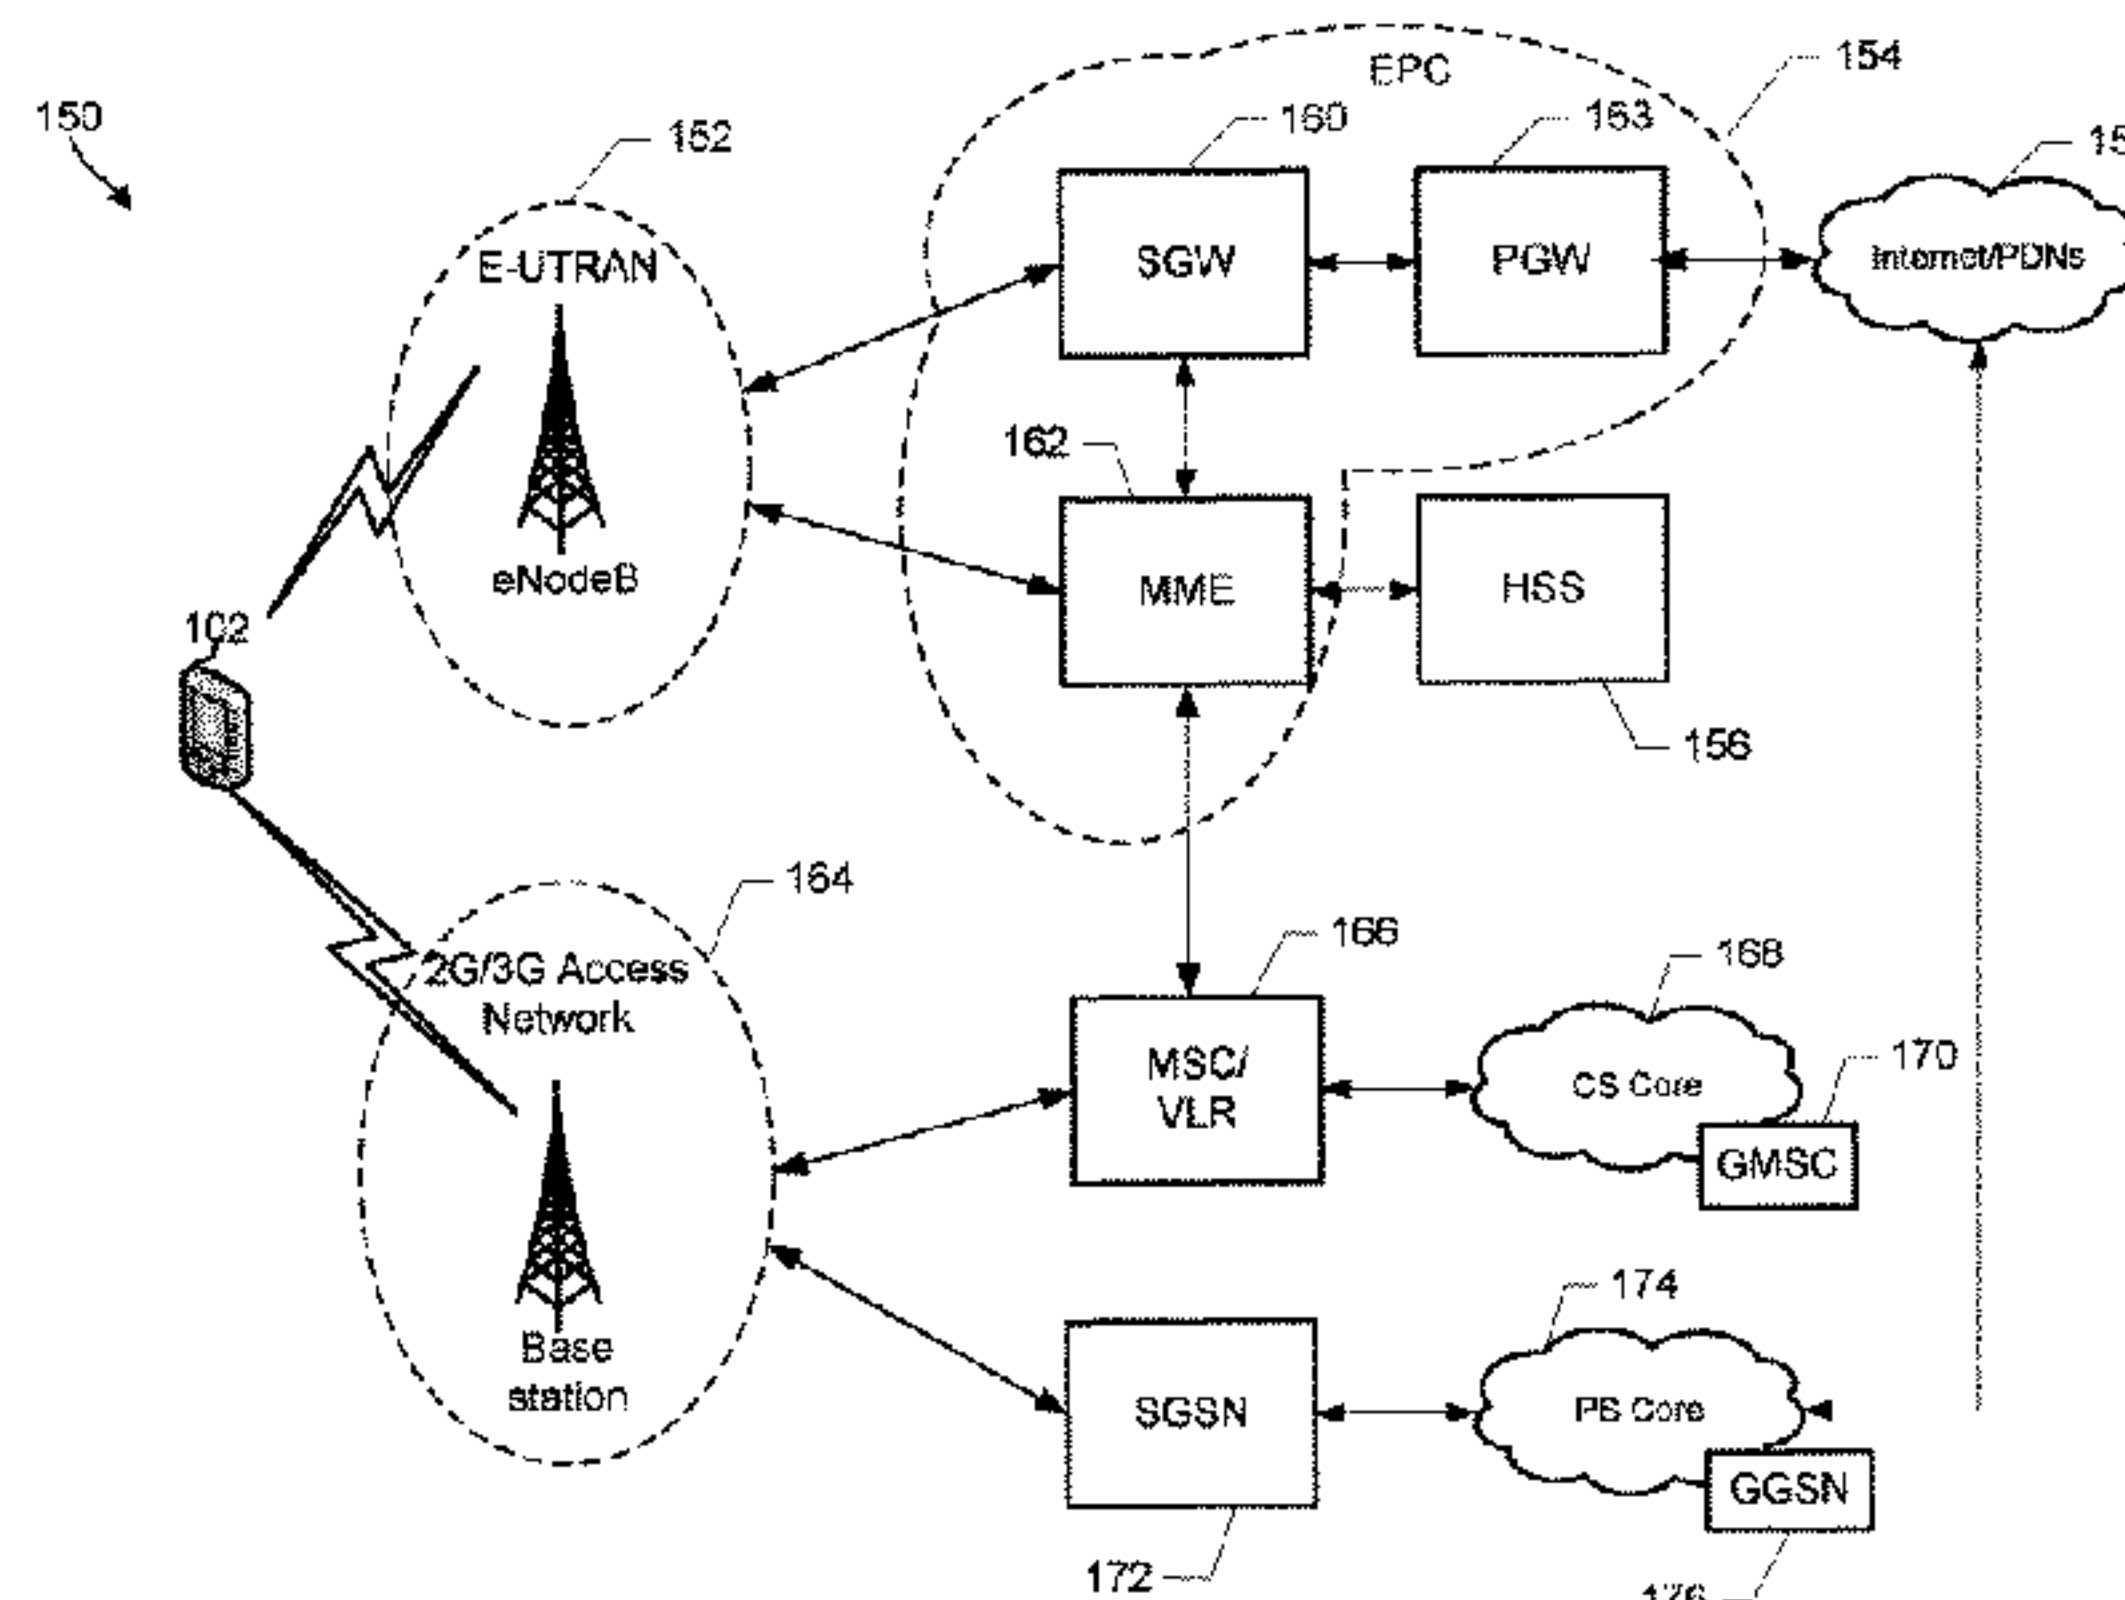 EPC
154
150
152
160
163
E-UTRAN
SGW
PGW
Internet/PDNs
162
eNodeB
MME
HSS
102
156
164
166
168
2G/3G Access
Network
170
MSC/
VLR
CS Core
GMSC
174
Base
station
SGSN
PS Core
GGSN
172